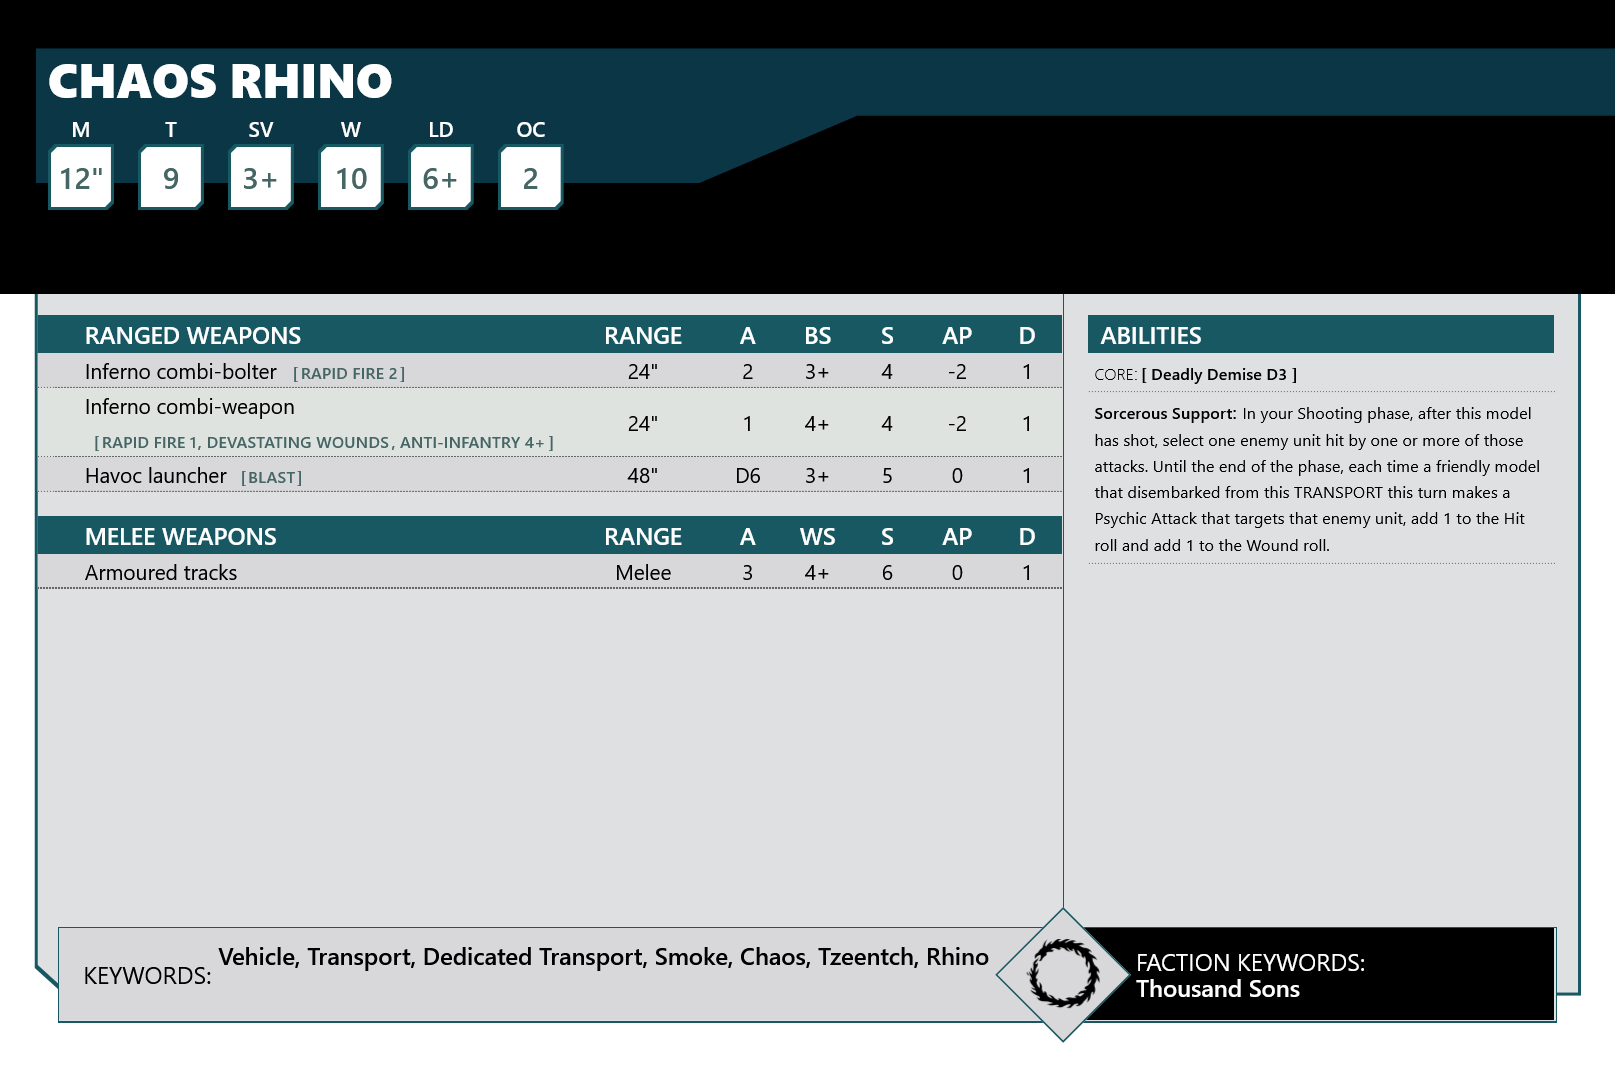 CHAOS RHINO
M T SV W LD OC
12" 9 3+ 10 6+ 2
RANGED WEAPONS RANGE A BS S AP D
Inferno combi-bolter [RAPID FIRE 2] 24" 2 3+ 4 -2 1
Inferno combi-weapon
[RAPID FIRE 1, DEVASTATING WOUNDS, ANTI-INFANTRY 4+] 24" 1 4+ 4 -2 1
Havoc launcher [BLAST] 48" D6 3+ 5 0 1
MELEE WEAPONS RANGE A WS S AP D
Armoured tracks Melee 3 4+ 6 0 1
ABILITIES
CORE: [ Deadly Demise D3 ]
Sorcerous Support: In your Shooting phase, after this model
has shot, select one enemy unit hit by one or more of those
attacks. Until the end of the phase, each time a friendly model
that disembarked from this TRANSPORT this turn makes a
Psychic Attack that targets that enemy unit, add 1 to the Hit
roll and add 1 to the Wound roll.
KEYWORDS: Vehicle, Transport, Dedicated Transport, Smoke, Chaos, Tzeentch, Rhino
FACTION KEYWORDS:
Thousand Sons